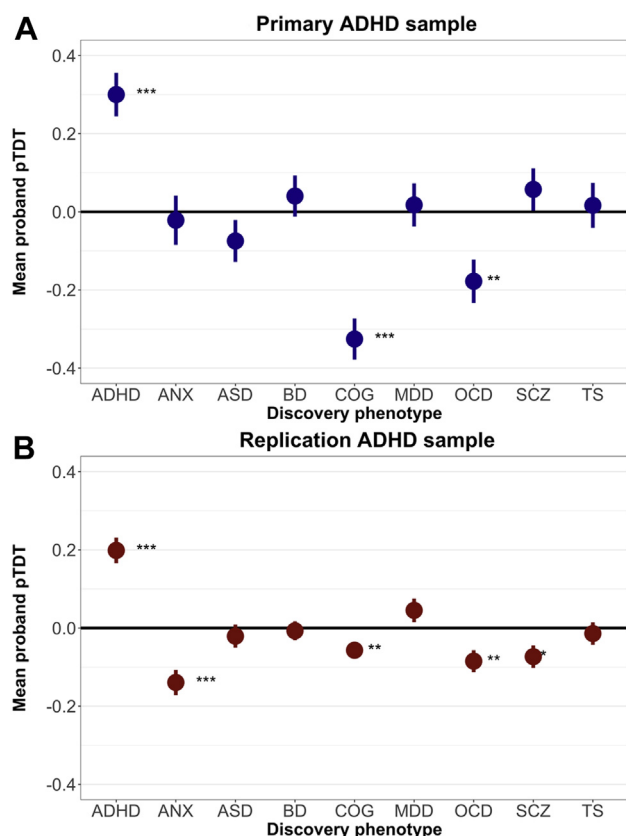 A
Primary ADHD sample
Mean proband pTDT
0.4
0.2
0.0
-0.2
-0.4
***
***
**
ADHD ANX ASD BD COG MDD OCD SCZ TS
Discovery phenotype
B
Replication ADHD sample
Mean proband pTDT
0.4
0.2
0.0
-0.2
-0.4
***
***
**
**
*
ADHD ANX ASD BD COG MDD OCD SCZ TS
Discovery phenotype